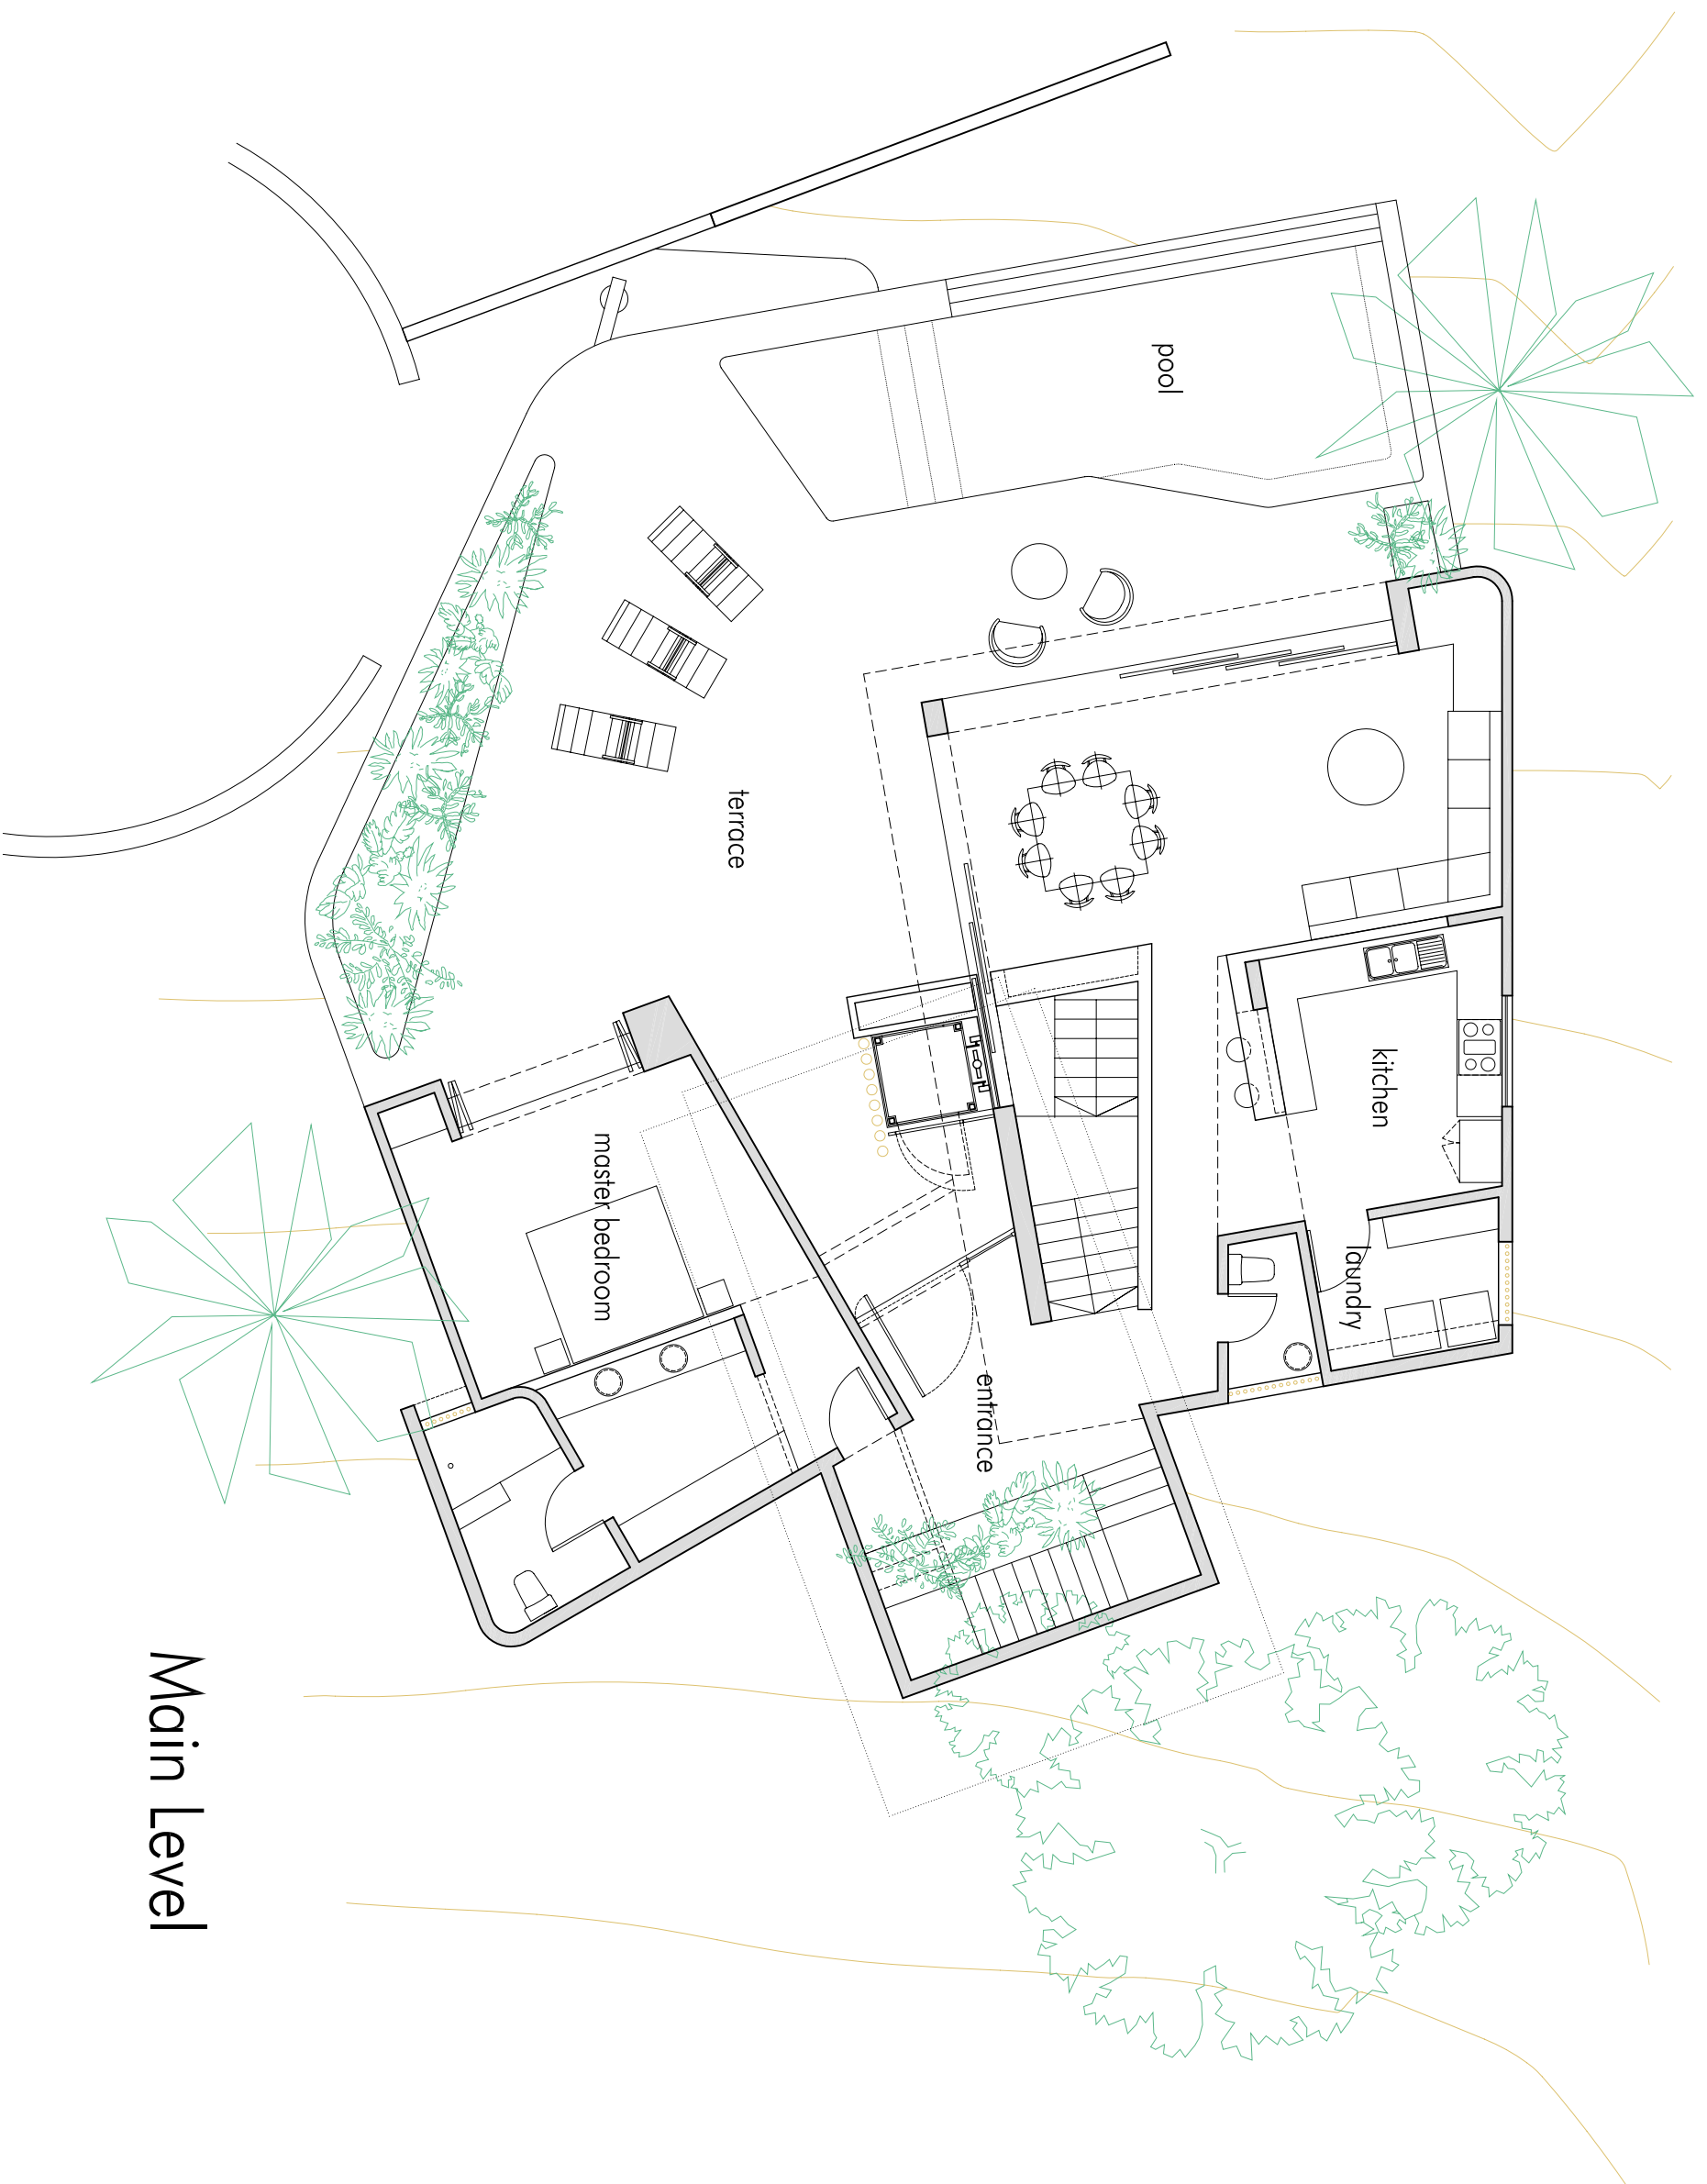 pool
terrace
kitchen
laundry
master bedroom
entrance
Main Level